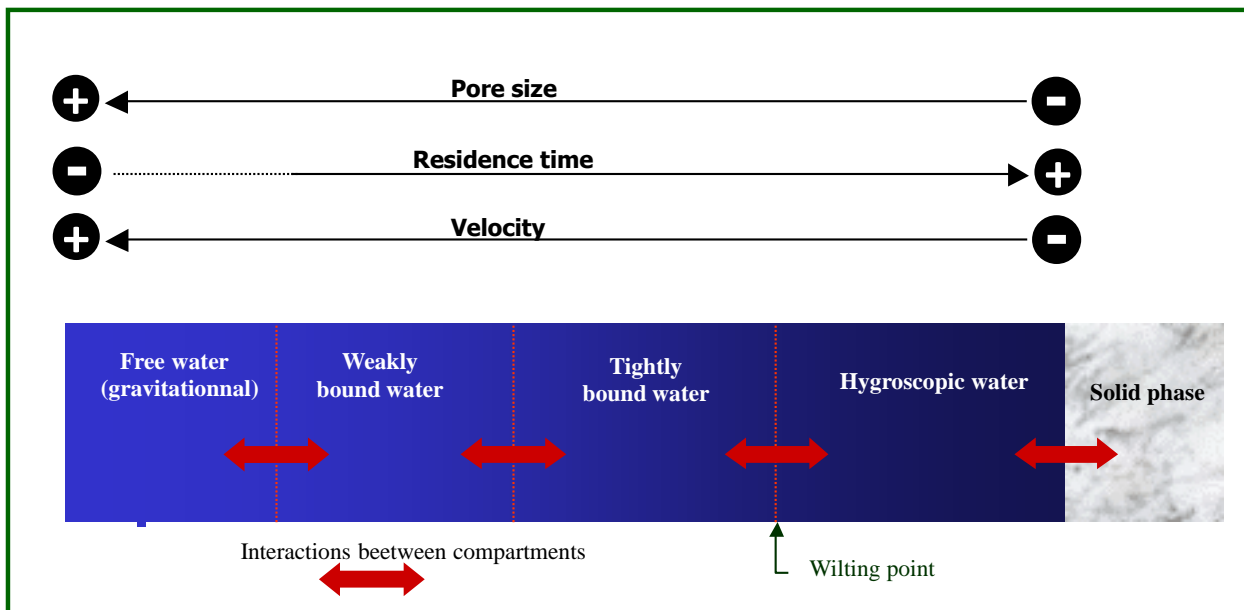 + Pore size -
- Residence time +
+ Velocity -
Free water
(gravitationnal)
Weakly
bound water
Tightly
bound water
Hygroscopic water
Solid phase
Interactions beetween compartments
Wilting point